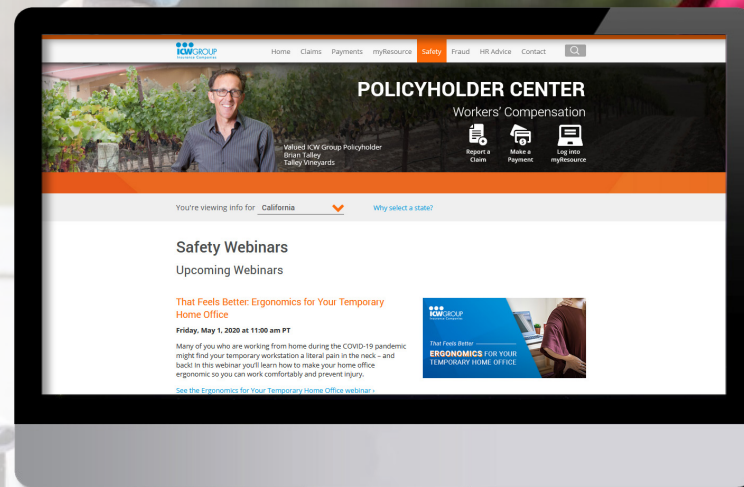 ICWGROUP
Insurance Companies
Home Claims Payments myResource Safety Fraud HR Advice Contact
POLICYHOLDER CENTER
Workers' Compensation
Valued ICW Group Policyholder
Brian Talley
Talley Vineyards
Report a
Claim
Make a
Payment
Log into
myResource
You're viewing info for California
Why select a state?
Safety Webinars
Upcoming Webinars
That Feels Better: Ergonomics for Your Temporary
Home Office
Friday, May 1, 2020 at 11:00 am PT
Many of you who are working from home during the COVID-19 pandemic
might find your temporary workstation a literal pain in the neck – and
back! In this webinar you'll learn how to make your home office
ergonomic so you can work comfortably and prevent injury.
See the Ergonomics for Your Temporary Home Office webinar ›
ICWGROUP
Insurance Companies
That Feels Better
ERGONOMICS FOR YOUR
TEMPORARY HOME OFFICE